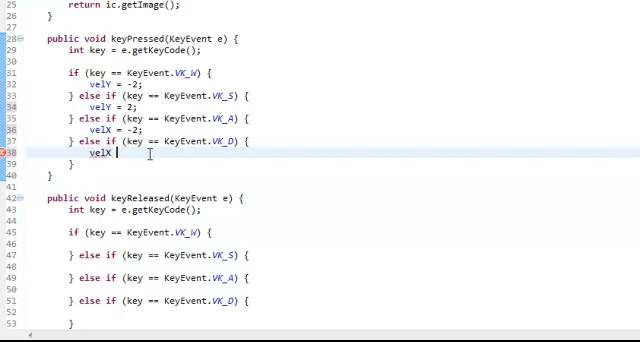 25 return ic.getImage();
26 }
27
28 public void keyPressed(KeyEvent e) {
29 int key = e.getKeyCode();
30
31 if (key == KeyEvent.VK_W) {
32 velY = -2;
33 } else if (key == KeyEvent.VK_S) {
34 velY = 2;
35 } else if (key == KeyEvent.VK_A) {
36 velX = -2;
37 } else if (key == KeyEvent.VK_D) {
38 velX
39 }
40 }
41
42 public void keyReleased(KeyEvent e) {
43 int key = e.getKeyCode();
44
45 if (key == KeyEvent.VK_W) {
46
47 } else if (key == KeyEvent.VK_S) {
48
49 } else if (key == KeyEvent.VK_A) {
50
51 } else if (key == KeyEvent.VK_D) {
52
53 }